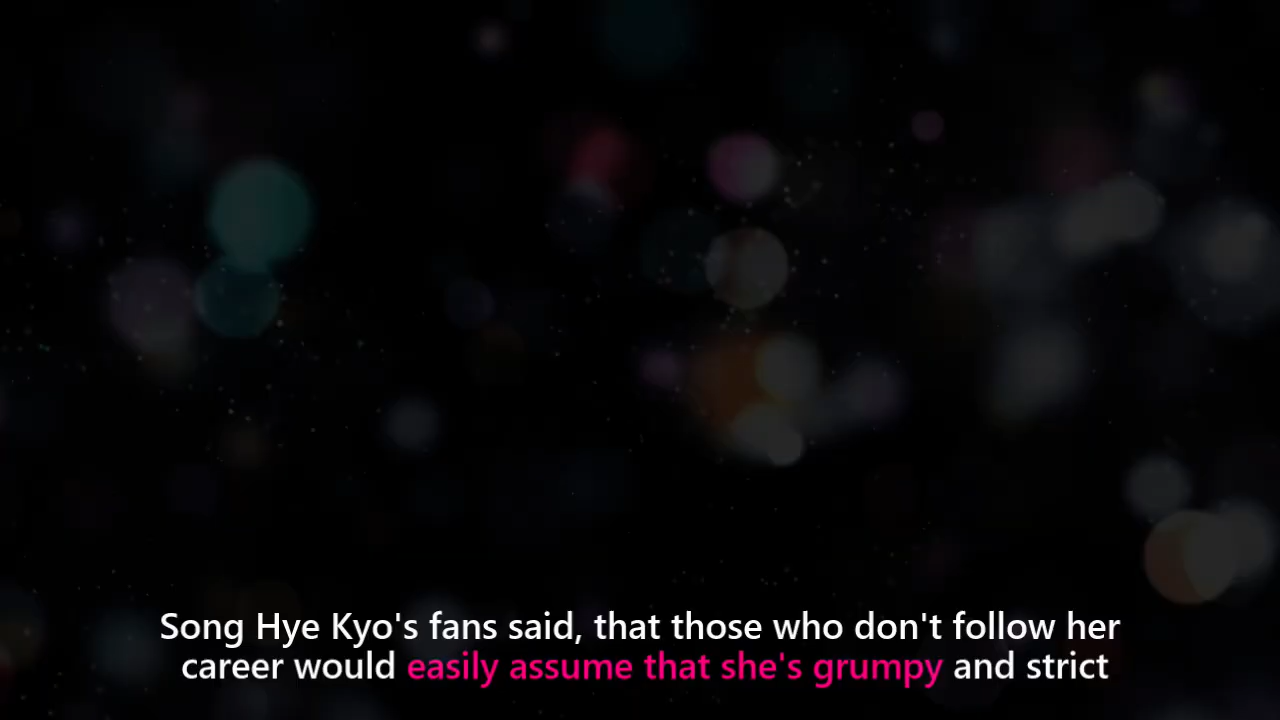 Song Hye Kyo's fans said, that those who don't follow her
career would easily assume that she's grumpy and strict